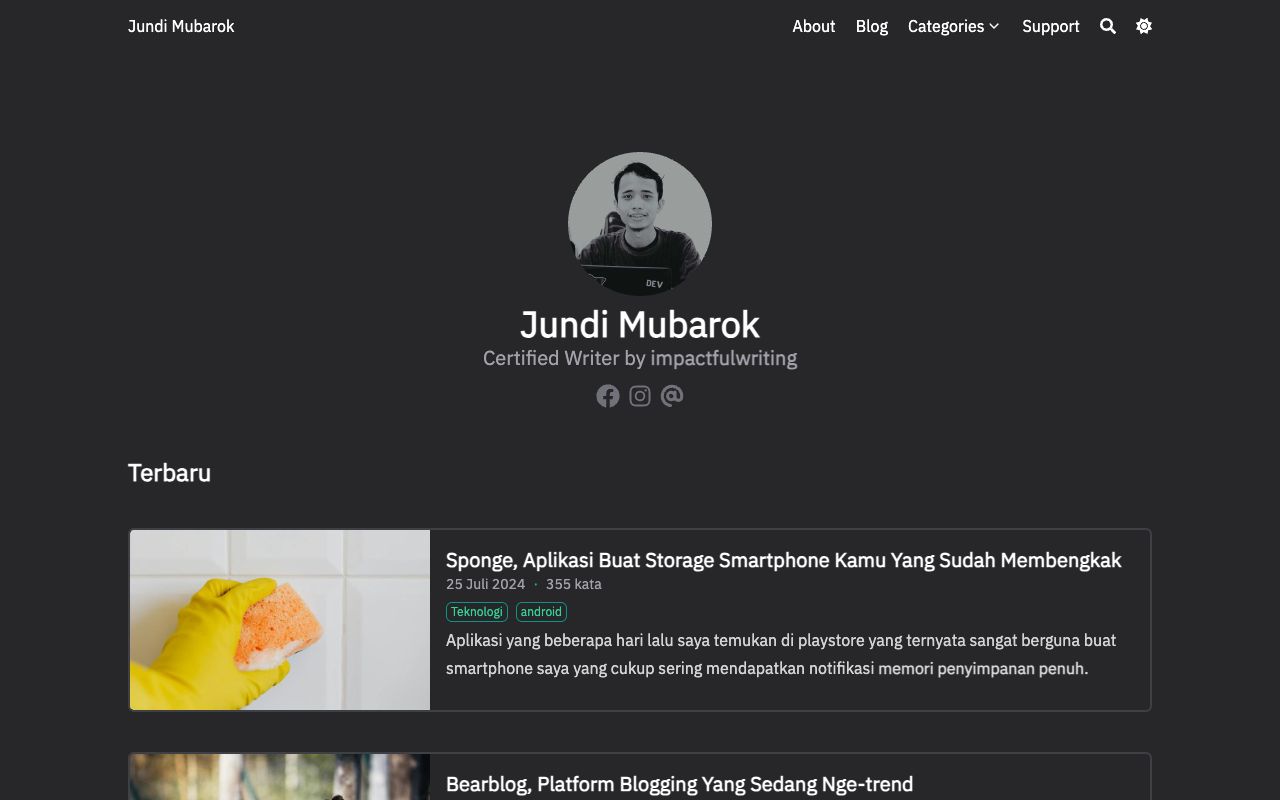 Jundi Mubarok
About Blog Categories Support
DEV
Jundi Mubarok
Certified Writer by impactfulwriting
Terbaru
Sponge, Aplikasi Buat Storage Smartphone Kamu Yang Sudah Membengkak
25 Juli 2024 · 355 kata
Teknologi android
Aplikasi yang beberapa hari lalu saya temukan di playstore yang ternyata sangat berguna buat
smartphone saya yang cukup sering mendapatkan notifikasi memori penyimpanan penuh.
Bearblog, Platform Blogging Yang Sedang Nge-trend